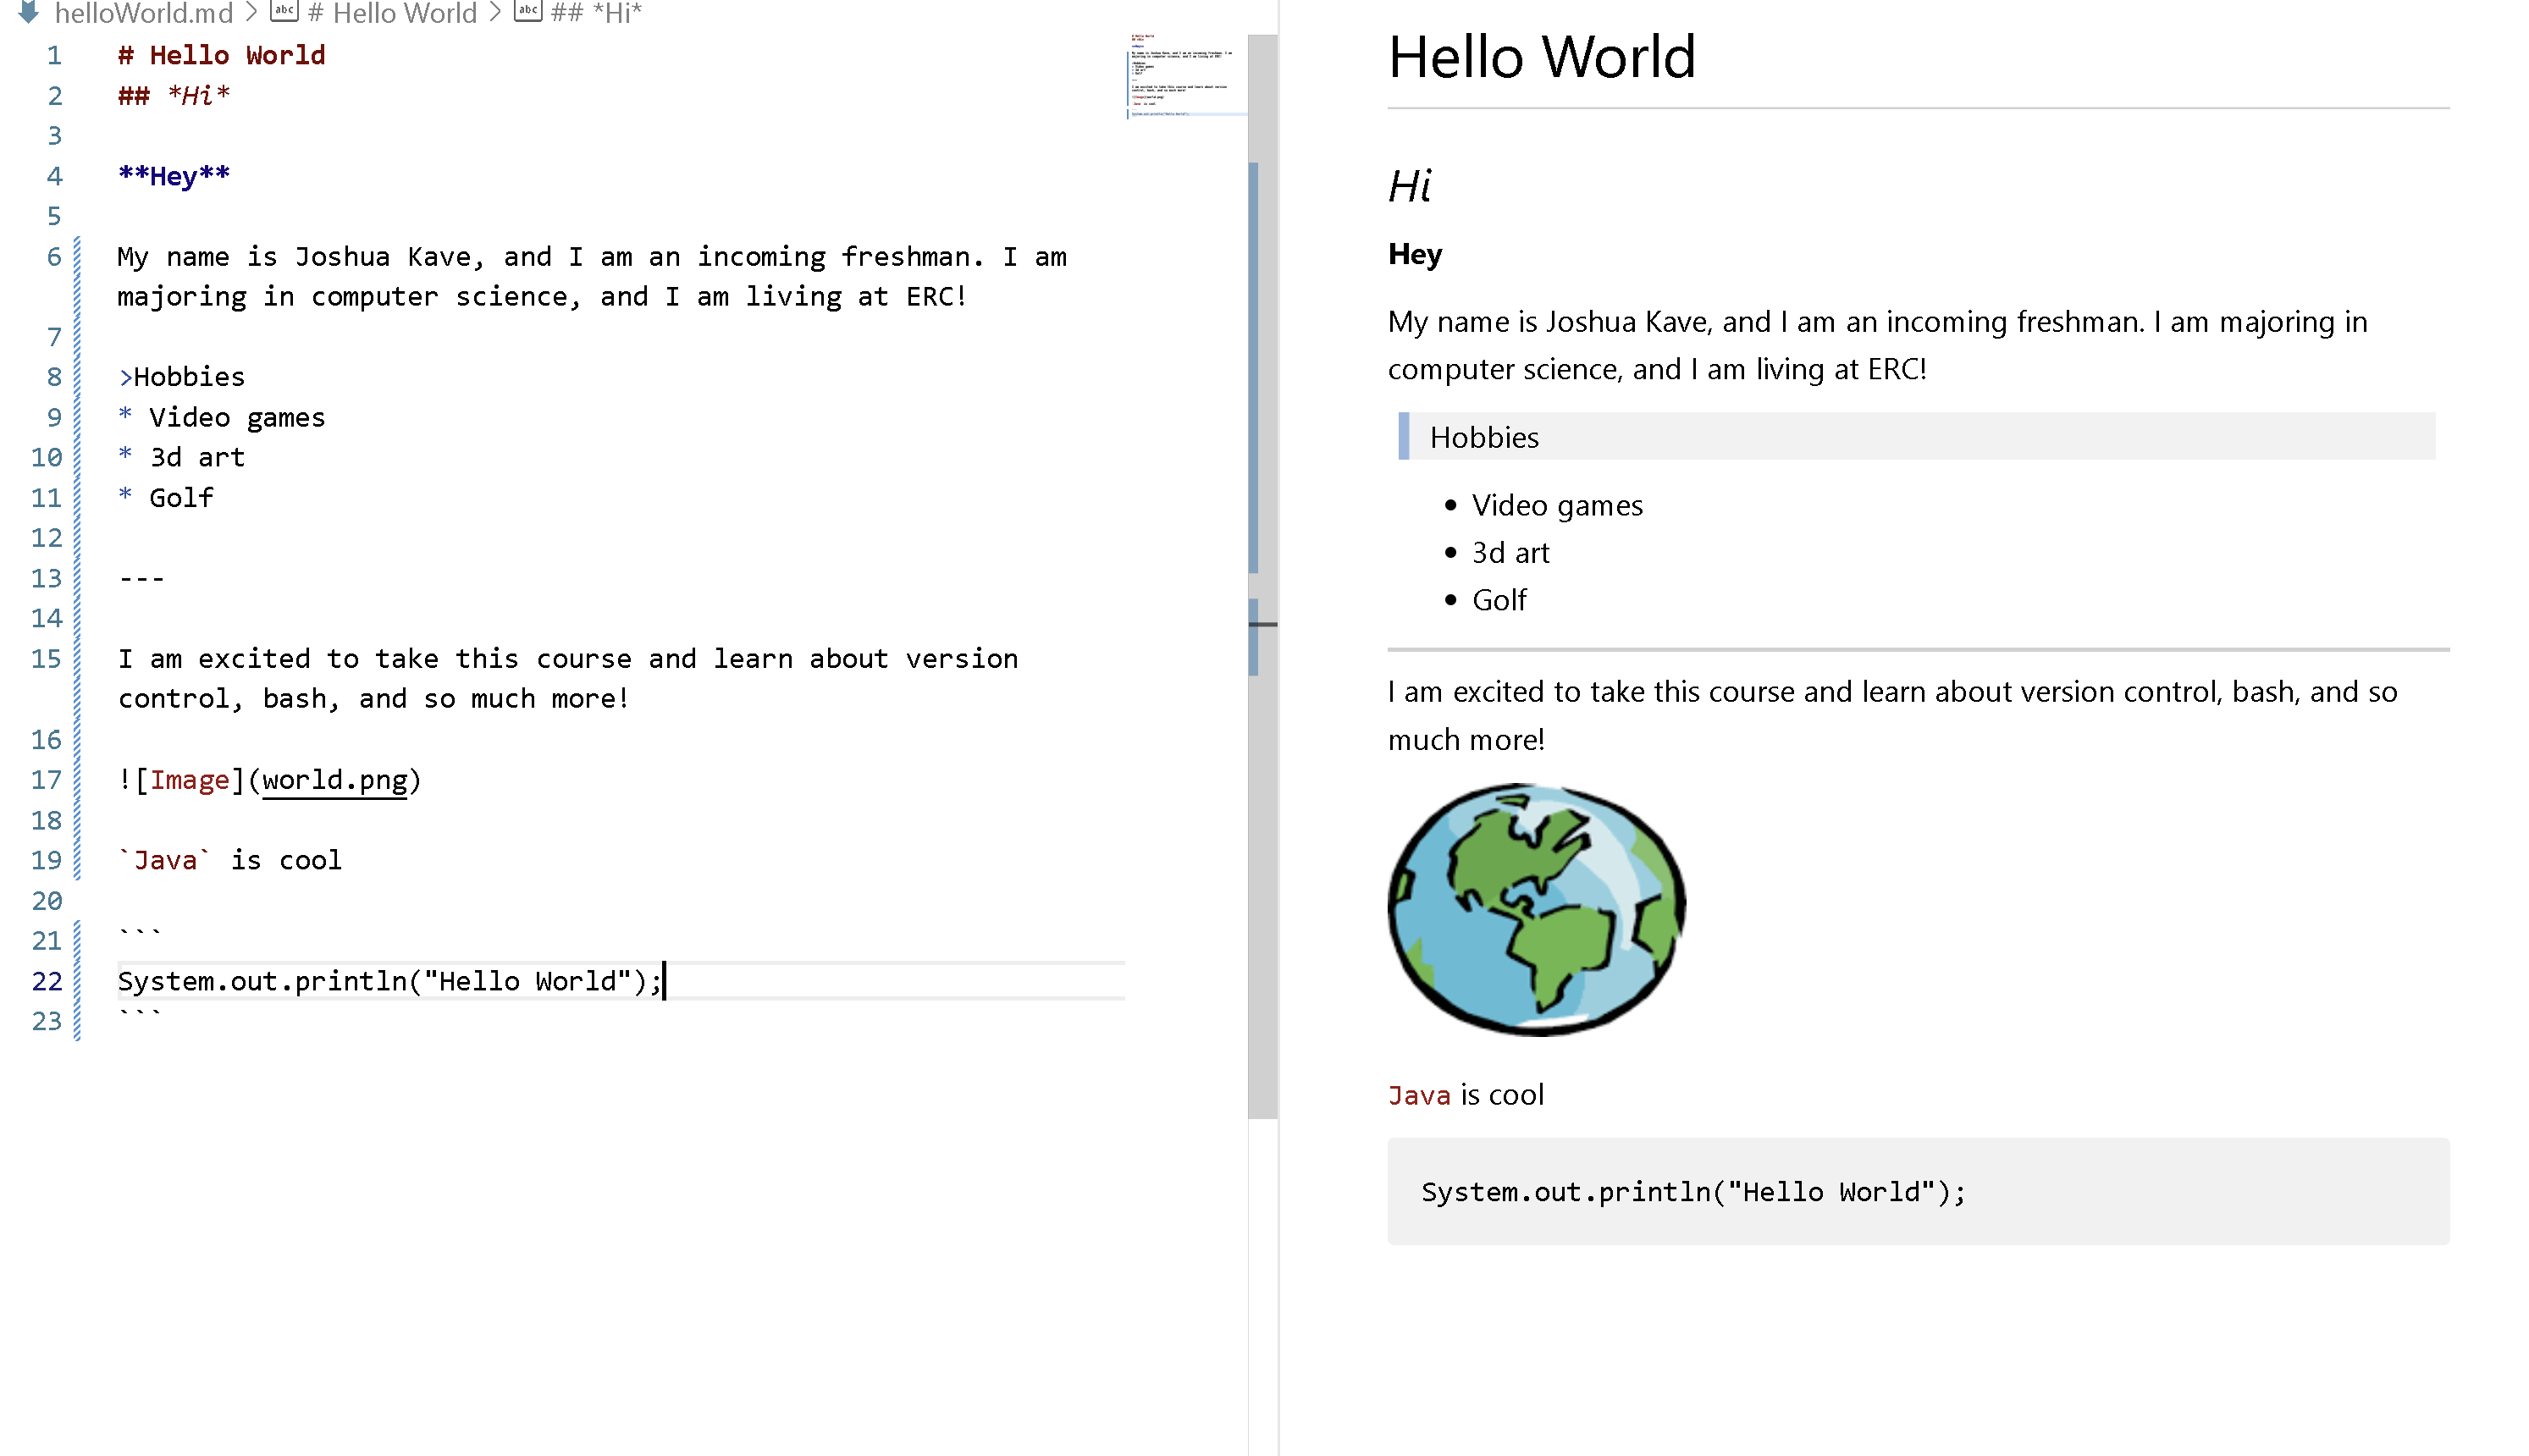 helloWorld.md > # Hello World > ## *Hi*
1 # Hello World
2 ## *Hi*
3
4 **Hey**
5
6 My name is Joshua Kave, and I am an incoming freshman. I am
majoring in computer science, and I am living at ERC!
7
8 >Hobbies
9 * Video games
10 * 3d art
11 * Golf
12
13 ---
14
15 I am excited to take this course and learn about version
control, bash, and so much more!
16
17 ![Image](world.png)
18
19 `Java` is cool
20
21 ```
22 System.out.println("Hello World");
23 ```
Hello World
Hi
Hey
My name is Joshua Kave, and I am an incoming freshman. I am majoring in
computer science, and I am living at ERC!
Hobbies
• Video games
• 3d art
• Golf
I am excited to take this course and learn about version control, bash, and so
much more!
Java is cool
System.out.println("Hello World");